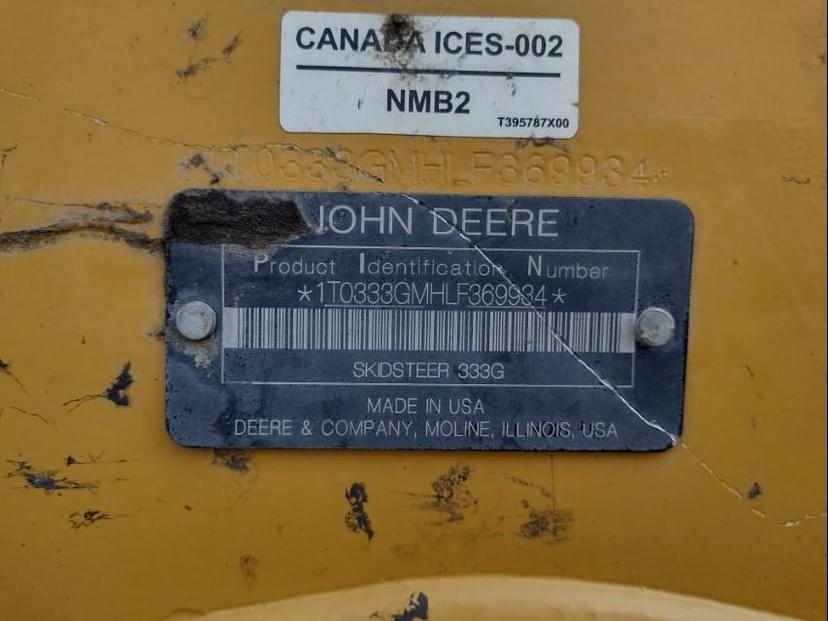 CANADA ICES-002
NMB2
T395787X00
1T0333GMHLF369934*
JOHN DEERE
Product Identification Number
*1T0333GMHLF369934*
SKIDSTEER 333G
MADE IN USA
DEERE & COMPANY, MOLINE, ILLINOIS, USA